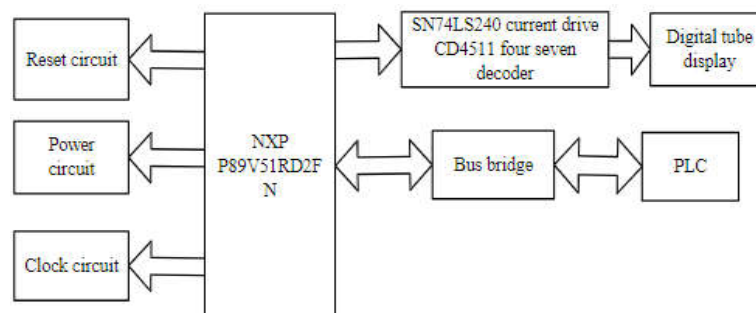 Reset circuit
Power
circuit
Clock circuit
NXP
P89V51RD2F
N
SN74LS240 current drive
CD4511 four seven
decoder
Digital tube
display
Bus bridge
PLC